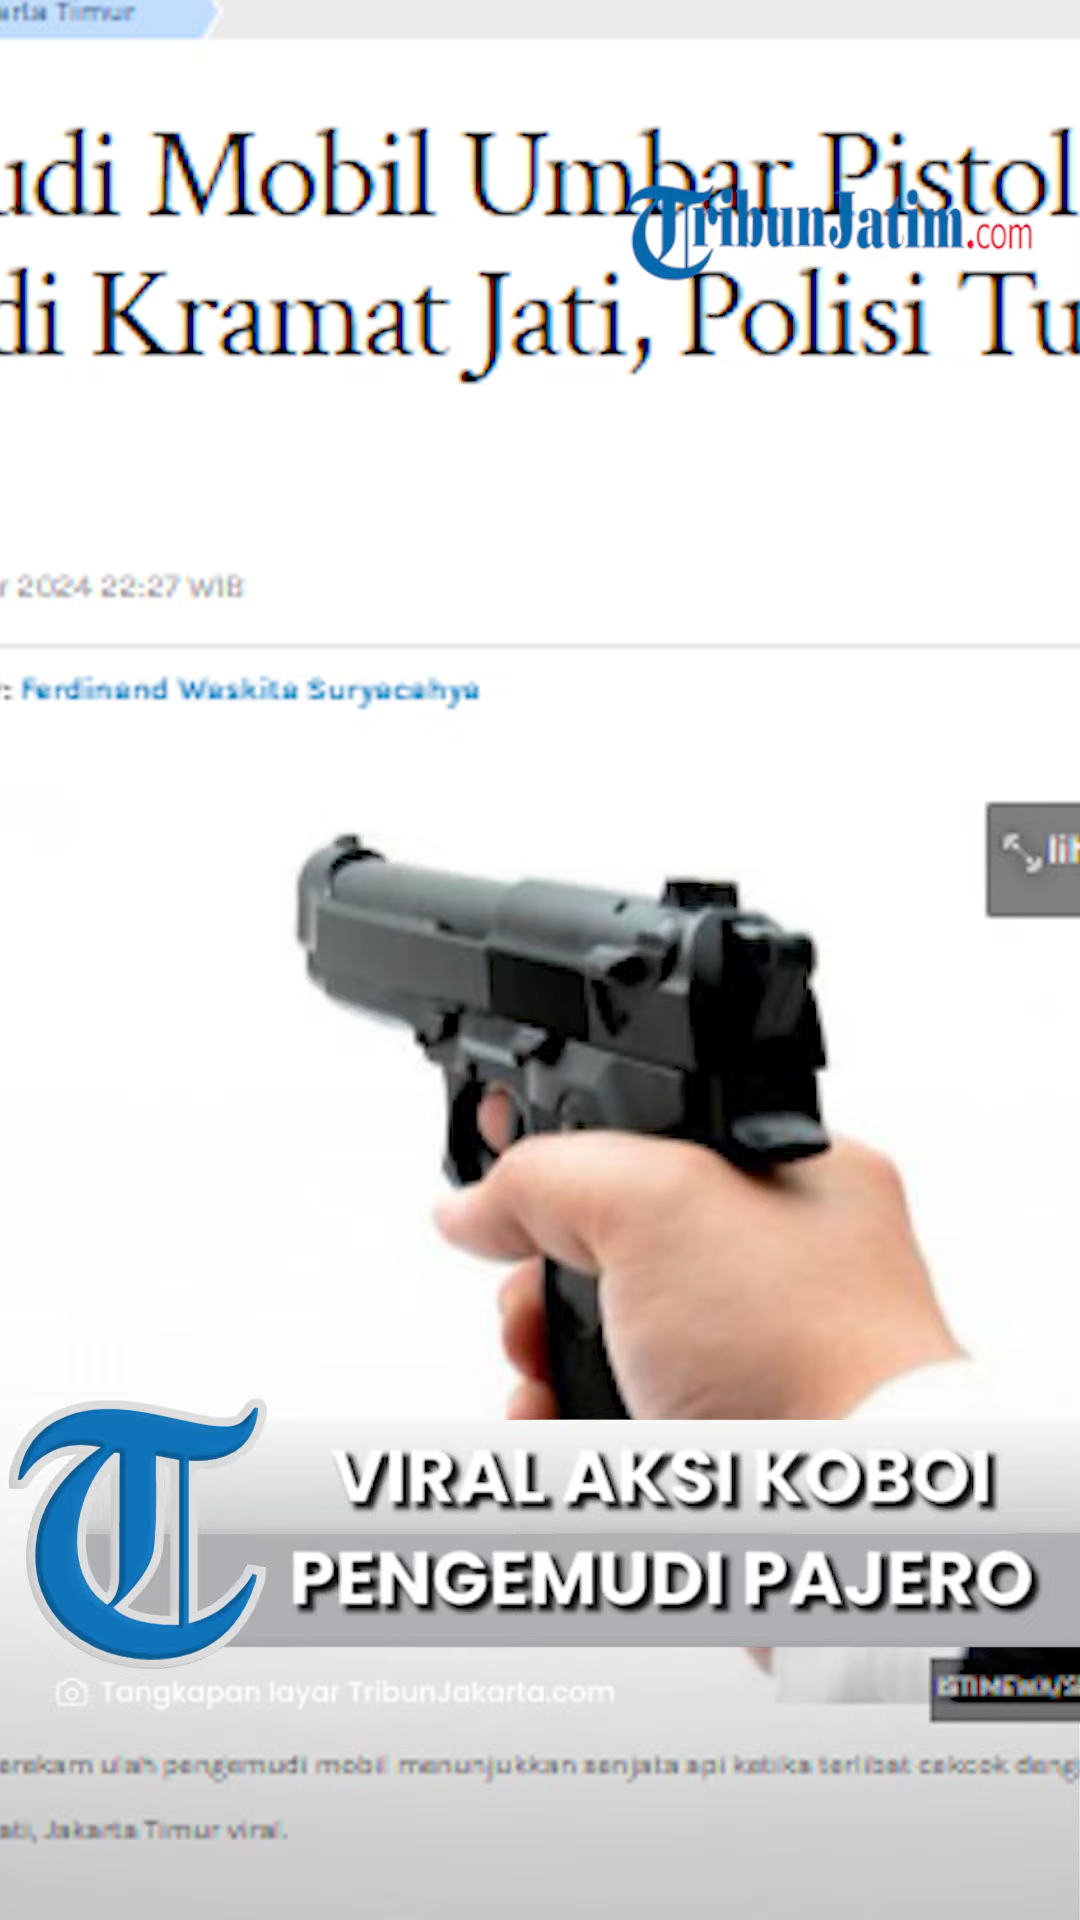 Timur
udi Mobil Umbar Pistol
TribunJatim.com
di Kramat Jati, Polisi Tu
2024 22:27 WIB
: Ferdinand Waskita Suryacahya
VIRAL AKSI KOBOI
PENGEMUDI PAJERO
Tangkapan layar TribunJakarta.com
ISTIMEWA/S
erekam ulah pengemudi mobil menunjukkan senjata api ketika terlibat cekcok deng
ati, Jakarta Timur viral.